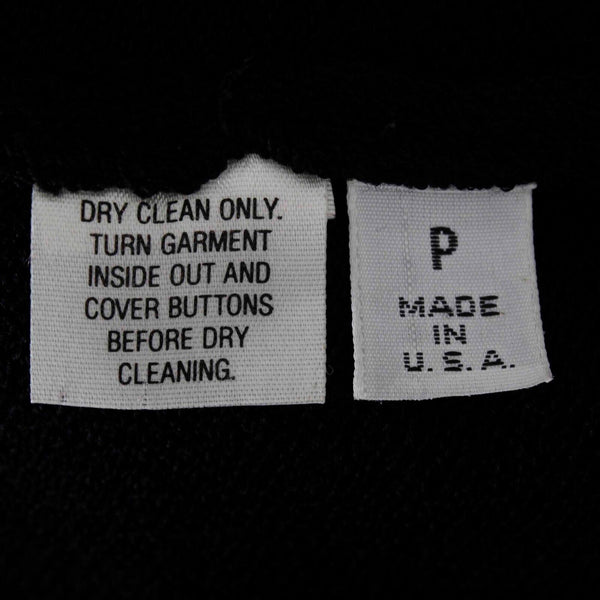 DRY CLEAN ONLY.
TURN GARMENT
INSIDE OUT AND
COVER BUTTONS
BEFORE DRY
CLEANING.
P
MADE
IN
U.S.A.